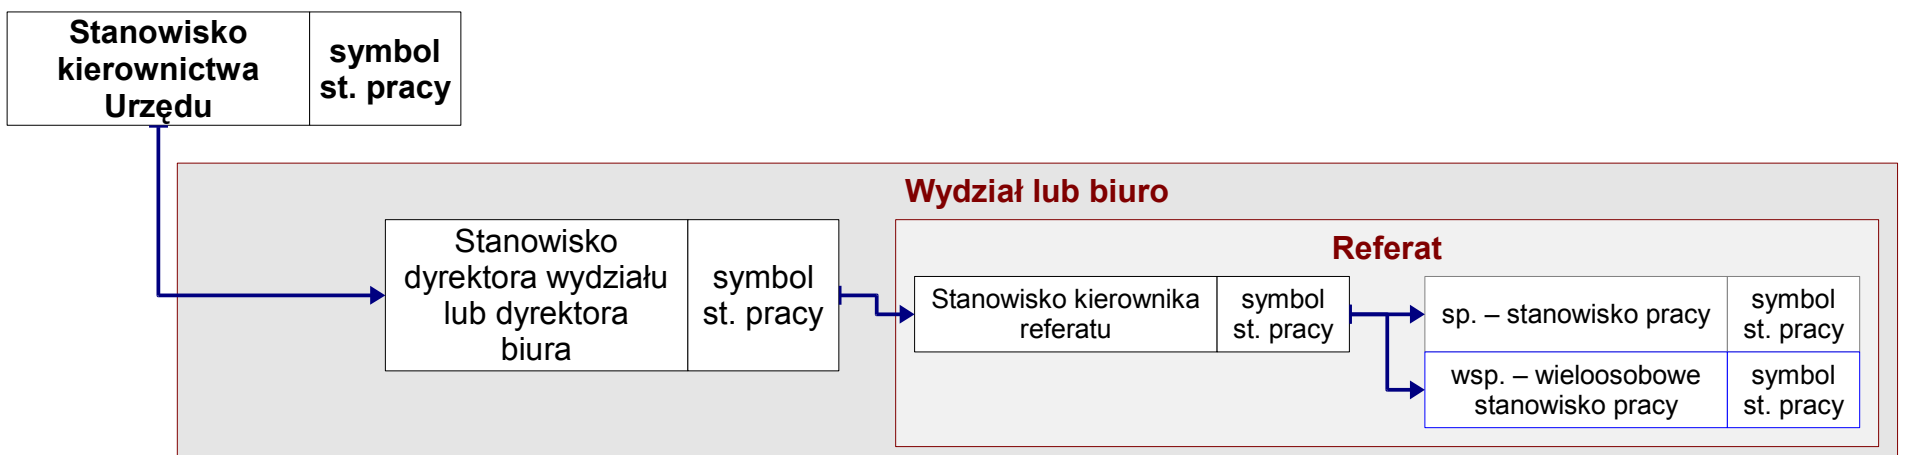 Stanowisko
kierownictwa
Urzędu
symbol
st. pracy
Wydział lub biuro
Stanowisko
dyrektora wydziału
lub dyrektora
biura
symbol
st. pracy
Referat
Stanowisko kierownika
referatu
symbol
st. pracy
sp. – stanowisko pracy
symbol
st. pracy
wsp. – wieloosobowe
stanowisko pracy
symbol
st. pracy